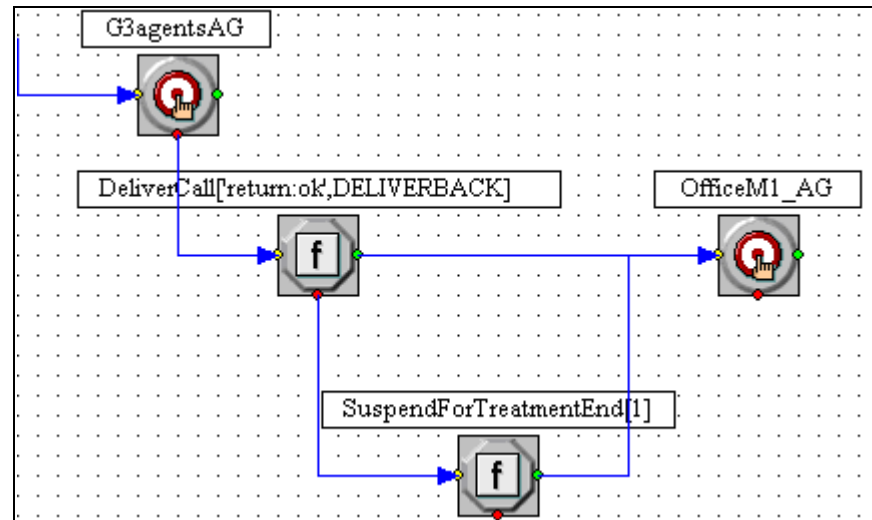 G3agentsAG
DeliverCall['return:ok',DELIVERBACK]
OfficeM1_AG
f
SuspendForTreatmentEnd[1]
f